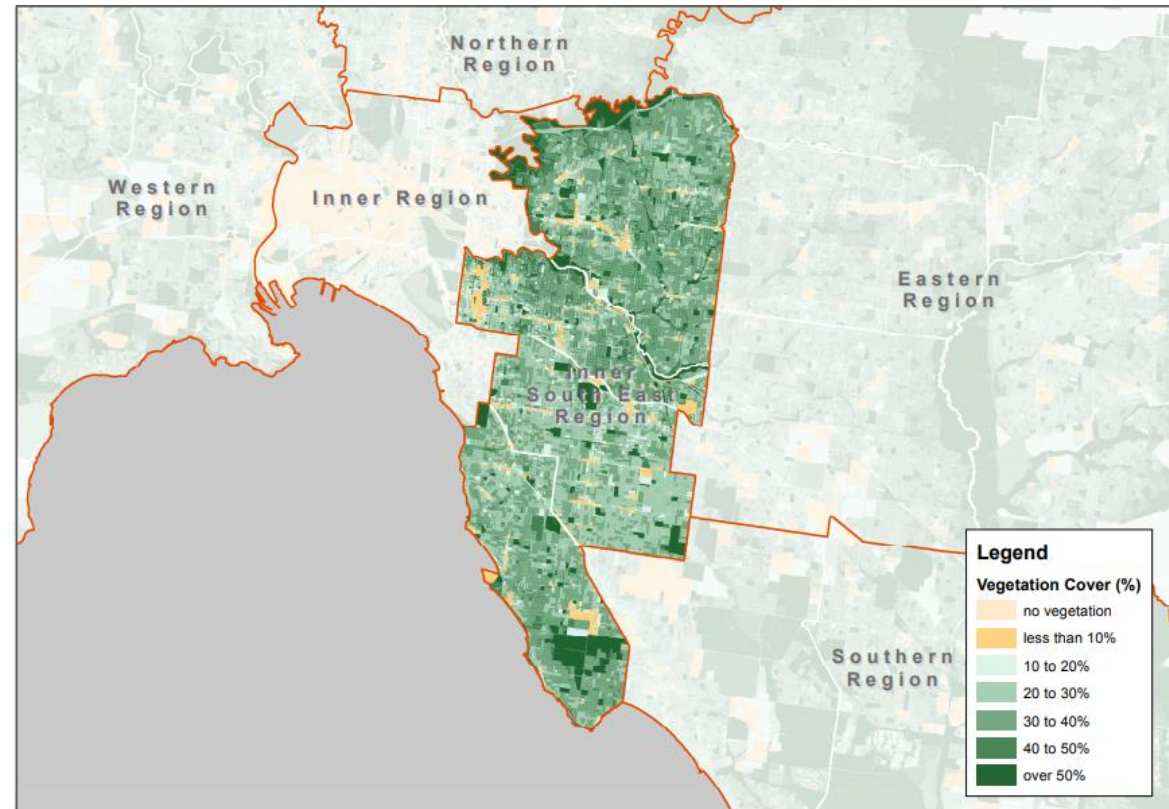 Northern
Region
Western
Region
Inner Region
Eastern
Region
Inner
South East
Region
Southern
Region
Legend
Vegetation Cover (%)
no vegetation
less than 10%
10 to 20%
20 to 30%
30 to 40%
40 to 50%
over 50%